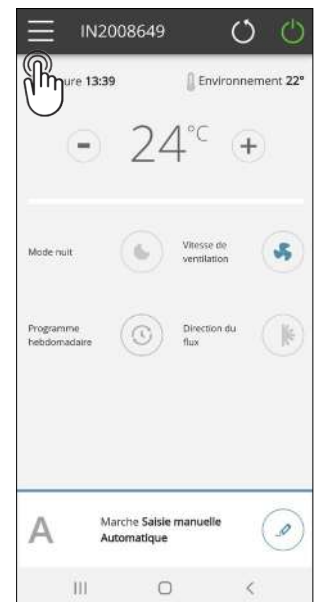 IN2008649
ure 13:39
Environnement 22°
- 24°C +
Mode nuit
Vitesse de
ventilation
Programme
hebdomadaire
Direction du
flux
A
Marche Saisie manuelle
Automatique